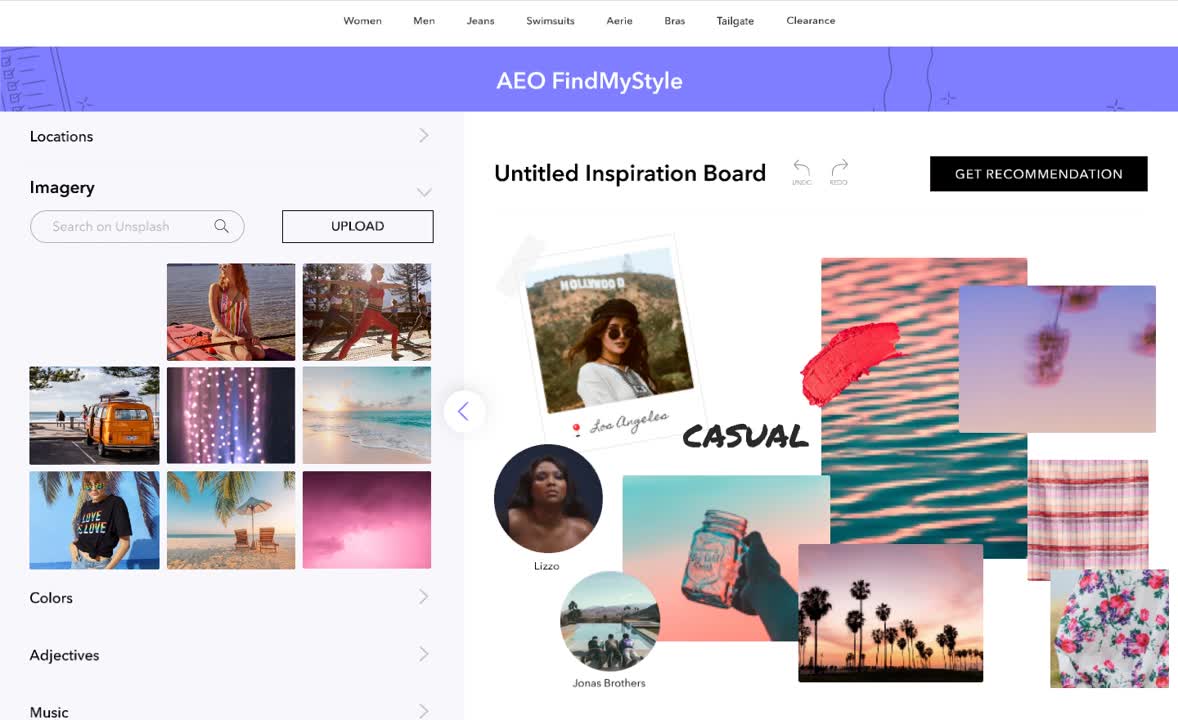 Women Men Jeans Swimsuits Aerie Bras Tailgate Clearance
AEO FindMyStyle
Locations
Imagery
Search on Unsplash
UPLOAD
LOVE
IS LOVE
Colors
Adjectives
Music
Untitled Inspiration Board
UNDO
REDO
GET RECOMMENDATION
HOLLYWOOD
Los Angeles
CASUAL
Lizzo
Jonas Brothers